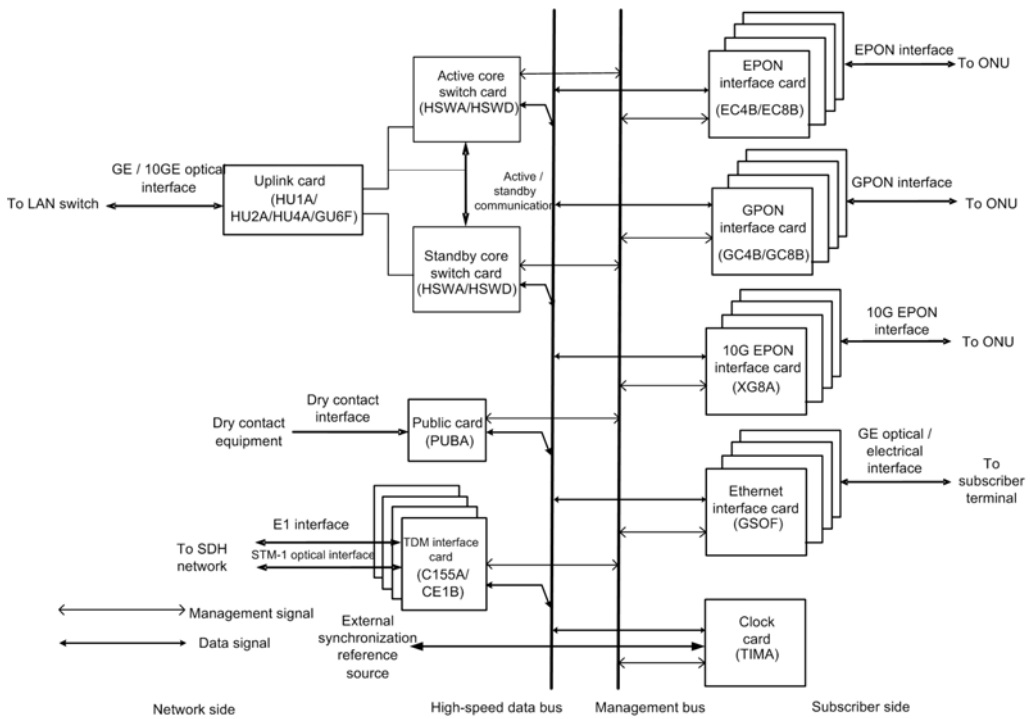 Active core
switch card
(HSWA/HSWD)
EPON
interface card
(EC4B/EC8B)
EPON interface
To ONU
GE / 10GE optical
interface
To LAN switch
Uplink card
(HU1A/
HU2A/HU4A/GU6F)
Active /
standby
communication
GPON
interface card
(GC4B/GC8B)
GPON interface
To ONU
Standby core
switch card
(HSWA/HSWD)
10G EPON
interface card
(XG8A)
10G EPON
interface
To ONU
Dry contact
interface
Dry contact
equipment
Public card
(PUBA)
Ethernet
interface card
(GSOF)
GE optical /
electrical
interface
To
subscriber
terminal
E1 interface
To SDH
network
STM-1 optical interface
TDM interface
card
(C155A/
CE1B)
Management signal
Data signal
External
synchronization
reference
source
Clock
card
(TIMA)
Network side
High-speed data bus
Management bus
Subscriber side